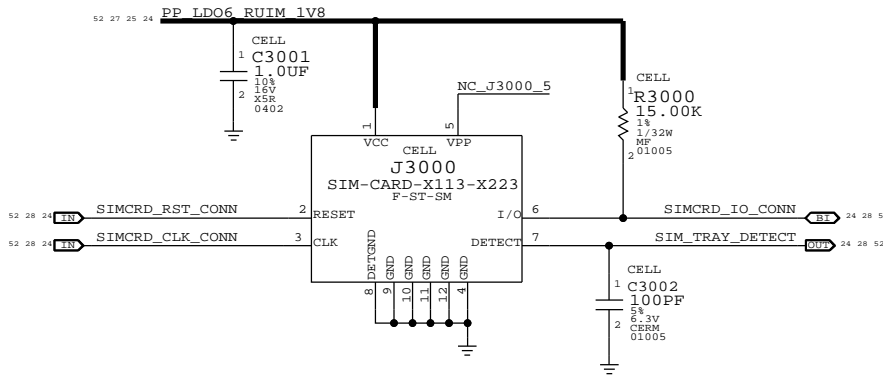 52 27 25 24 PP_LDO6_RUIM_1V8
CELL
1 C3001
1.0UF
10%
16V
2 X5R
0402
NC_J3000_5
CELL
1 R3000
15.00K
1%
1/32W
MF
2 01005
1 5
VCC VPP
CELL
J3000
SIM-CARD-X113-X223
F-ST-SM
52 28 24 IN SIMCRD_RST_CONN 2 RESET
I/O 6 SIMCRD_IO_CONN BI 24 28 5
52 28 24 IN SIMCRD_CLK_CONN 3 CLK
DETECT 7 SIM_TRAY_DETECT OUT 24 28 52
DETGND GND GND GND GND GND
8 9 10 11 12 4
CELL
1 C3002
100PF
5%
6.3V
2 CERM
01005